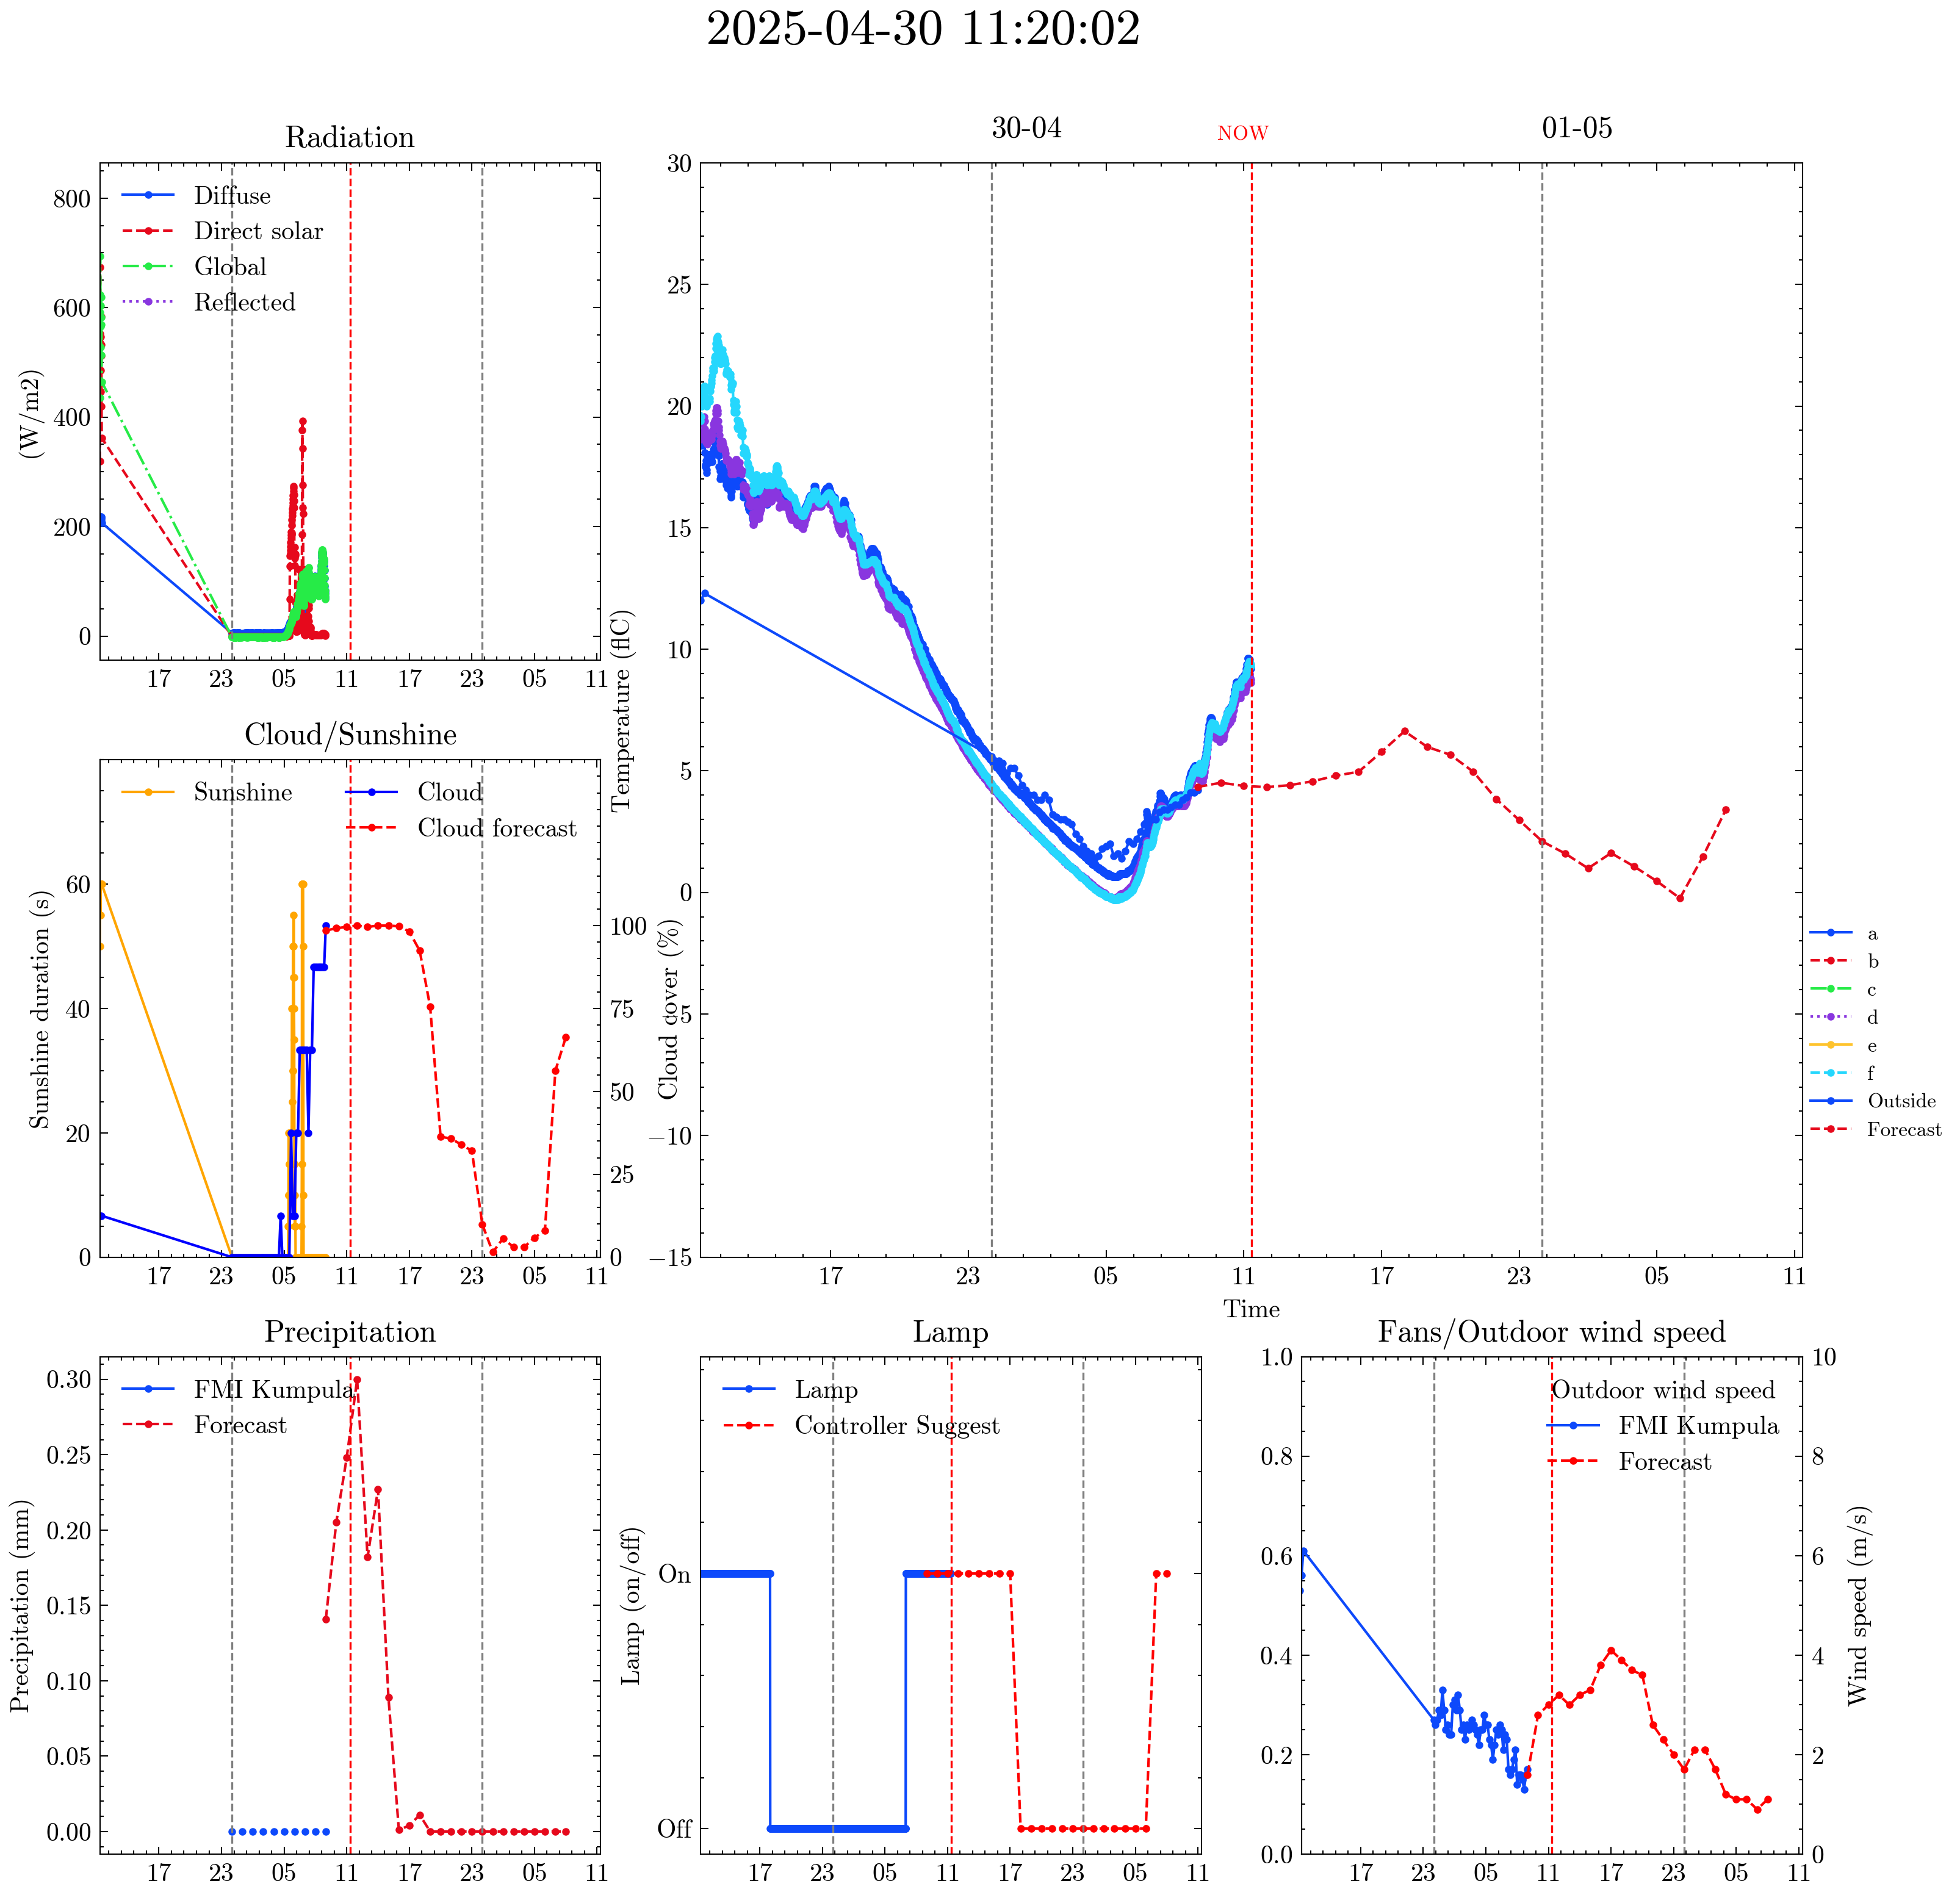 2025-04-30 11:20:02
Radiation
800
600
400
200
0
(W/m2)
Diffuse
Direct solar
Global
Reflected
17 23 05 11 17 23 05 11
30-04
NOW
01-05
30
25
20
15
10
5
0
−5
−10
−15
Temperature (flC)
17 23 05 11 17 23 05 11
Time
a
b
c
d
e
f
Outside
Forecast
Cloud/Sunshine
Sunshine
Cloud
Cloud forecast
60
40
20
0
Sunshine duration (s)
100
75
50
25
0
Cloud cover (%)
17 23 05 11 17 23 05 11
Precipitation
FMI Kumpula
Forecast
0.30
0.25
0.20
0.15
0.10
0.05
0.00
Precipitation (mm)
17 23 05 11 17 23 05 11
Lamp
Lamp
Controller Suggest
On
Off
Lamp (on/off)
17 23 05 11 17 23 05 11
Fans/Outdoor wind speed
Outdoor wind speed
FMI Kumpula
Forecast
1.0
0.8
0.6
0.4
0.2
0.0
10
8
6
4
2
0
Wind speed (m/s)
17 23 05 11 17 23 05 11